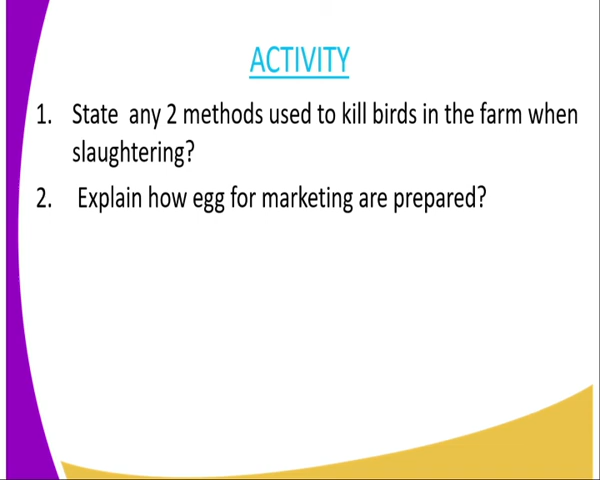 ACTIVITY
1. State any 2 methods used to kill birds in the farm when
slaughtering?
2. Explain how egg for marketing are prepared?